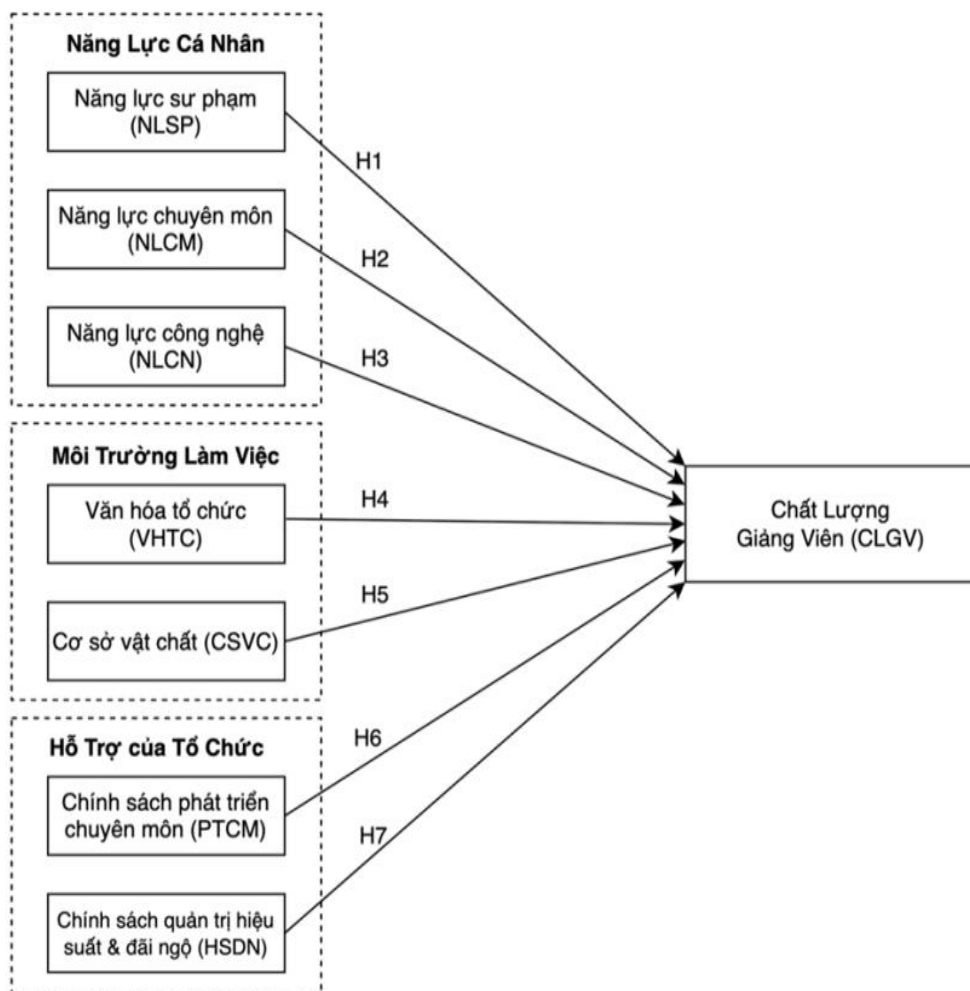 Năng Lực Cá Nhân
Năng lực sư phạm
(NLSP)
H1
Năng lực chuyên môn
(NLCM)
H2
Năng lực công nghệ
(NLCN)
H3
Môi Trường Làm Việc
Văn hóa tổ chức
(VHTC)
H4
Cơ sở vật chất (CSVC)
H5
Chất Lượng
Giảng Viên (CLGV)
Hỗ Trợ của Tổ Chức
Chính sách phát triển
chuyên môn (PTCM)
H6
Chính sách quản trị hiệu
suất & đãi ngộ (HSDN)
H7